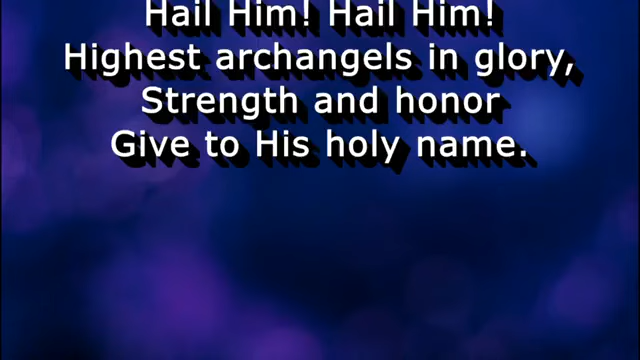 Hail Him! Hail Him!
Highest archangels in glory,
Strength and honor
Give to His holy name.